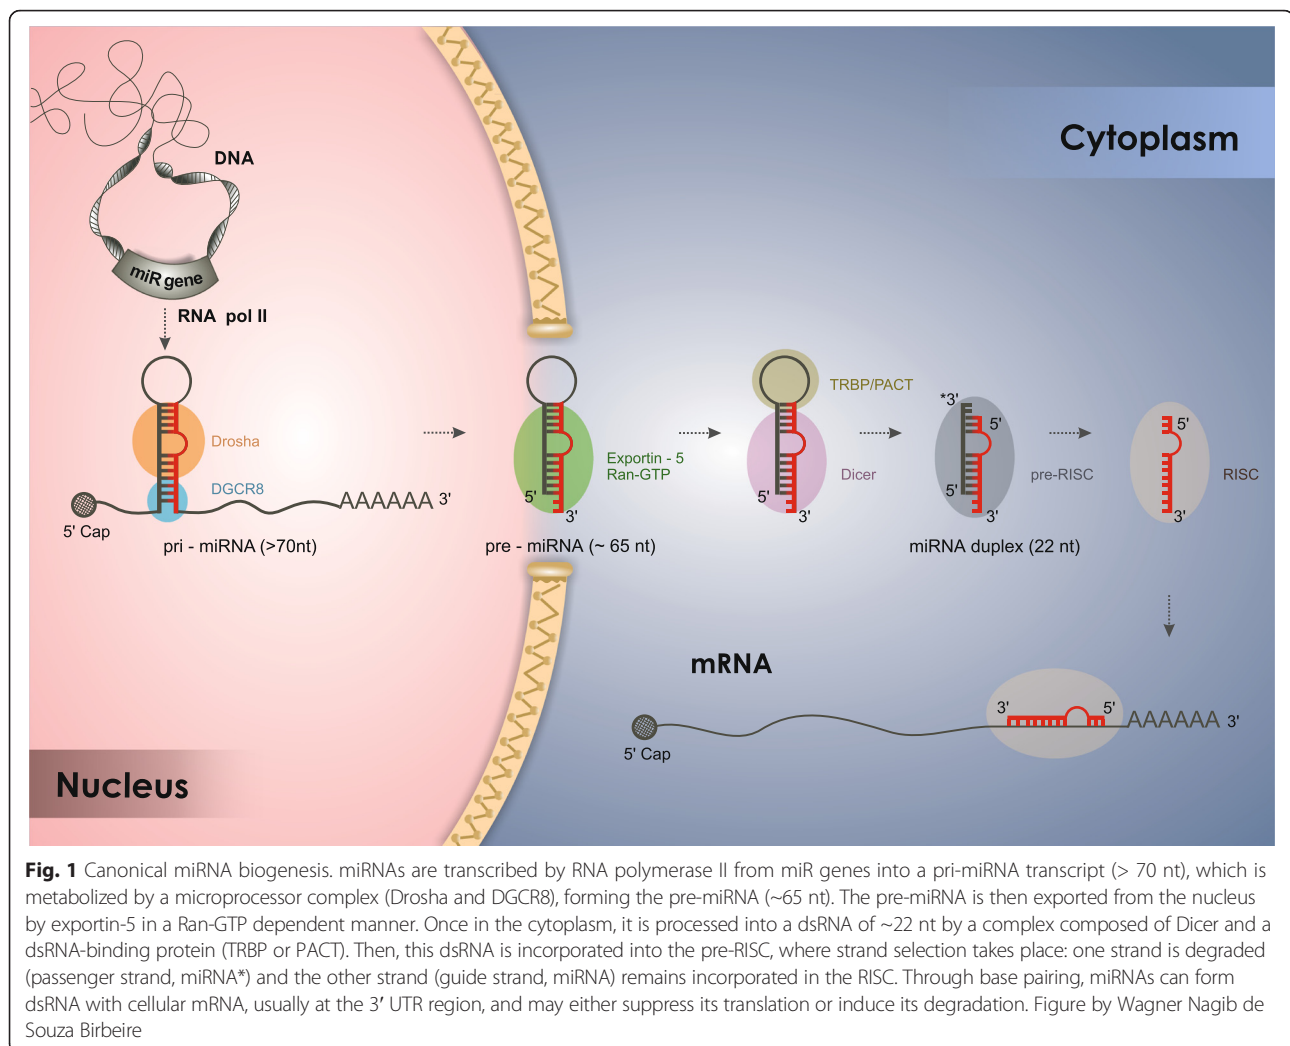 Cytoplasm
DNA
miR gene
RNA pol II
TRBP/PACT
*3'
5'
5'
Drosha
Exportin - 5
Ran-GTP
Dicer
pre-RISC
RISC
DGCR8
5'
5'
5'
AAAAAA 3'
3'
3'
3'
3'
5' Cap
pri - miRNA (>70nt)
pre - miRNA (~ 65 nt)
miRNA duplex (22 nt)
mRNA
3'
5'
AAAAAA 3'
5' Cap
Nucleus
Fig. 1 Canonical miRNA biogenesis. miRNAs are transcribed by RNA polymerase II from miR genes into a pri-miRNA transcript (> 70 nt), which is
metabolized by a microprocessor complex (Drosha and DGCR8), forming the pre-miRNA (~65 nt). The pre-miRNA is then exported from the nucleus
by exportin-5 in a Ran-GTP dependent manner. Once in the cytoplasm, it is processed into a dsRNA of ~22 nt by a complex composed of Dicer and a
dsRNA-binding protein (TRBP or PACT). Then, this dsRNA is incorporated into the pre-RISC, where strand selection takes place: one strand is degraded
(passenger strand, miRNA*) and the other strand (guide strand, miRNA) remains incorporated in the RISC. Through base pairing, miRNAs can form
dsRNA with cellular mRNA, usually at the 3′ UTR region, and may either suppress its translation or induce its degradation. Figure by Wagner Nagib de
Souza Birbeire